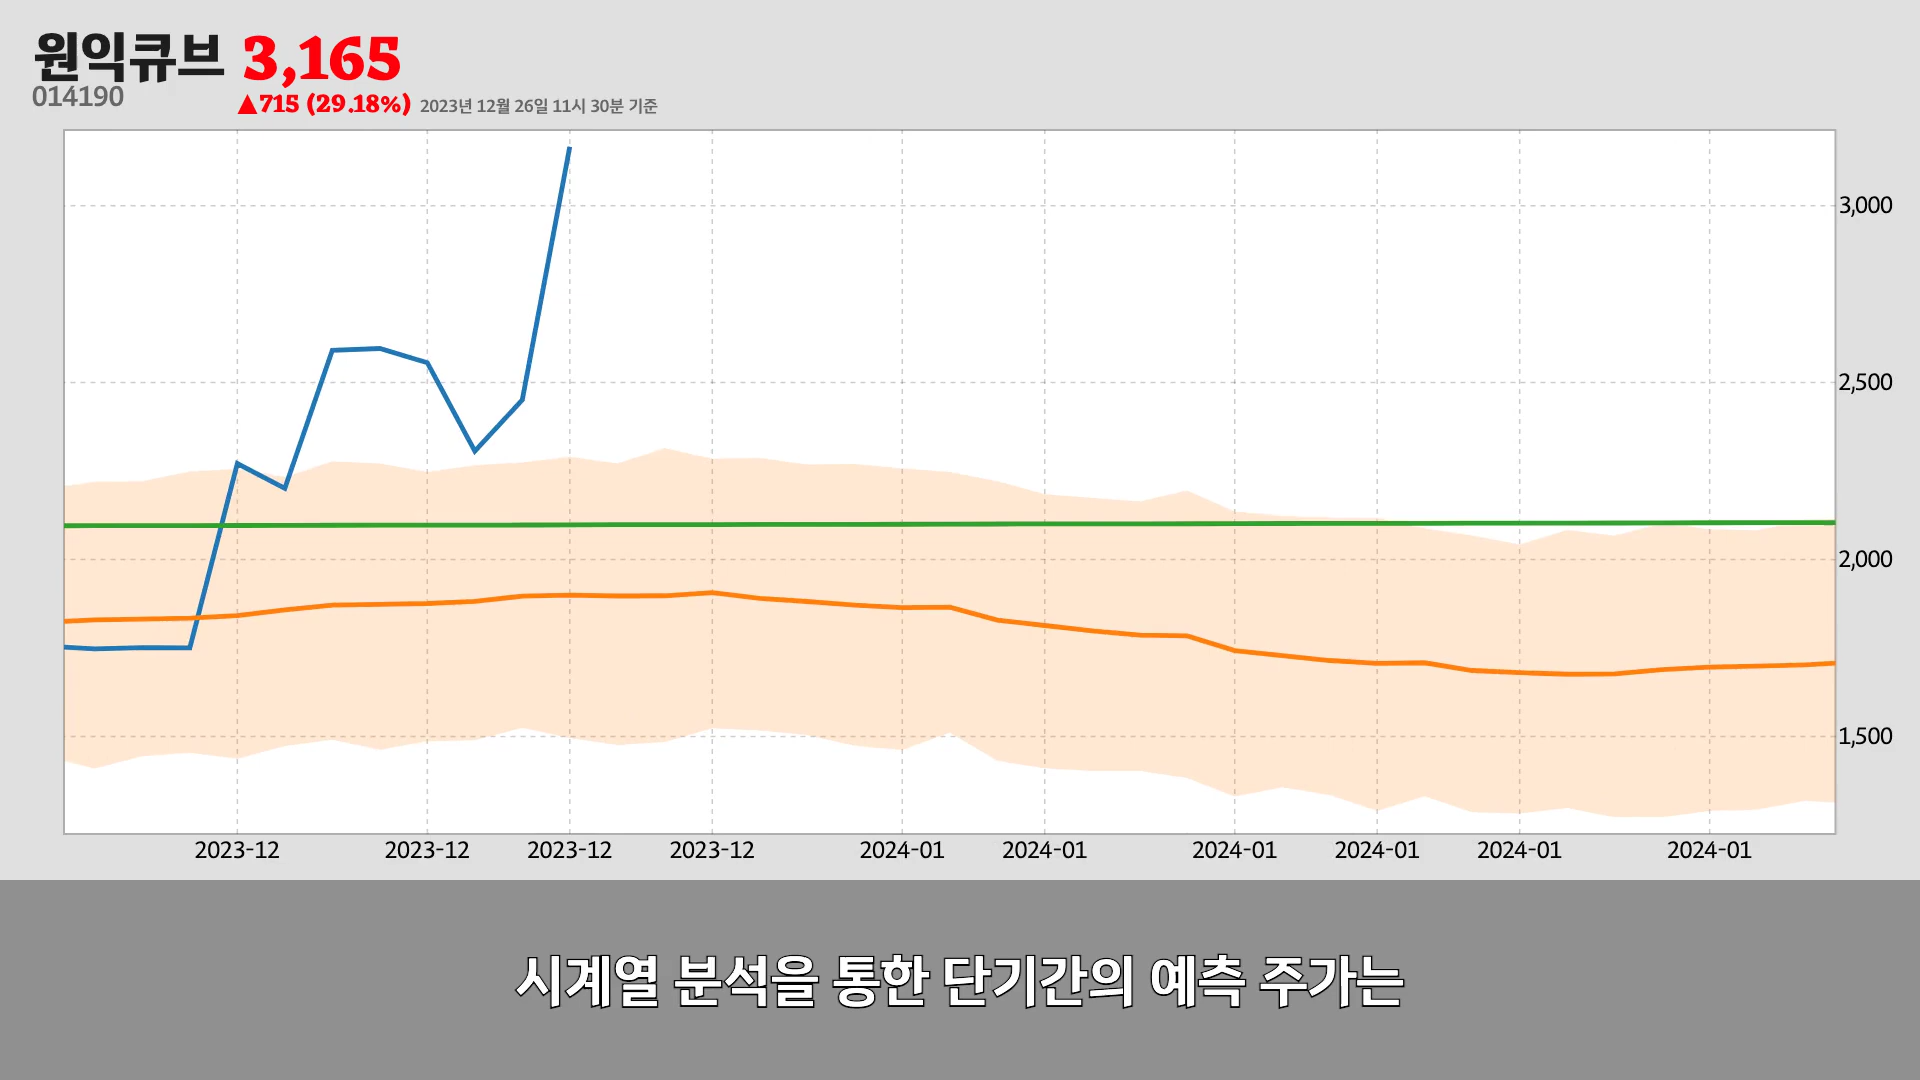 원익큐브 3,165
014190
▲715 (29.18%) 2023년 12월 26일 11시 30분 기준
3,000
2,500
2,000
1,500
2023-12 2023-12 2023-12 2023-12 2024-01 2024-01 2024-01 2024-01 2024-01 2024-01
시계열 분석을 통한 단기간의 예측 주가는